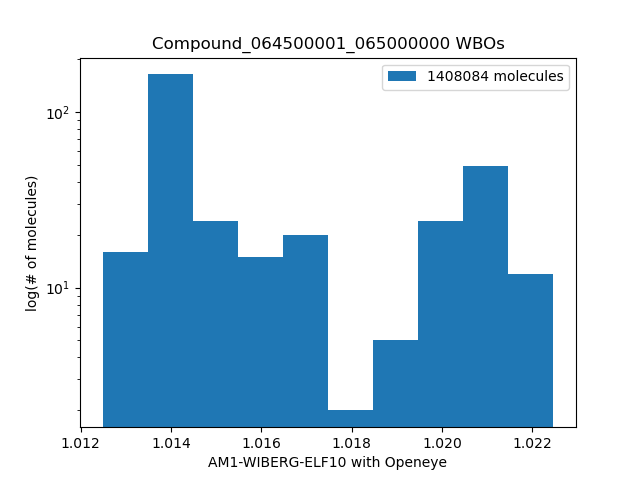 Compound_064500001_065000000 WBOs
1408084 molecules
log(# of molecules)
10²
10¹
1.012 1.014 1.016 1.018 1.020 1.022
AM1-WIBERG-ELF10 with Openeye